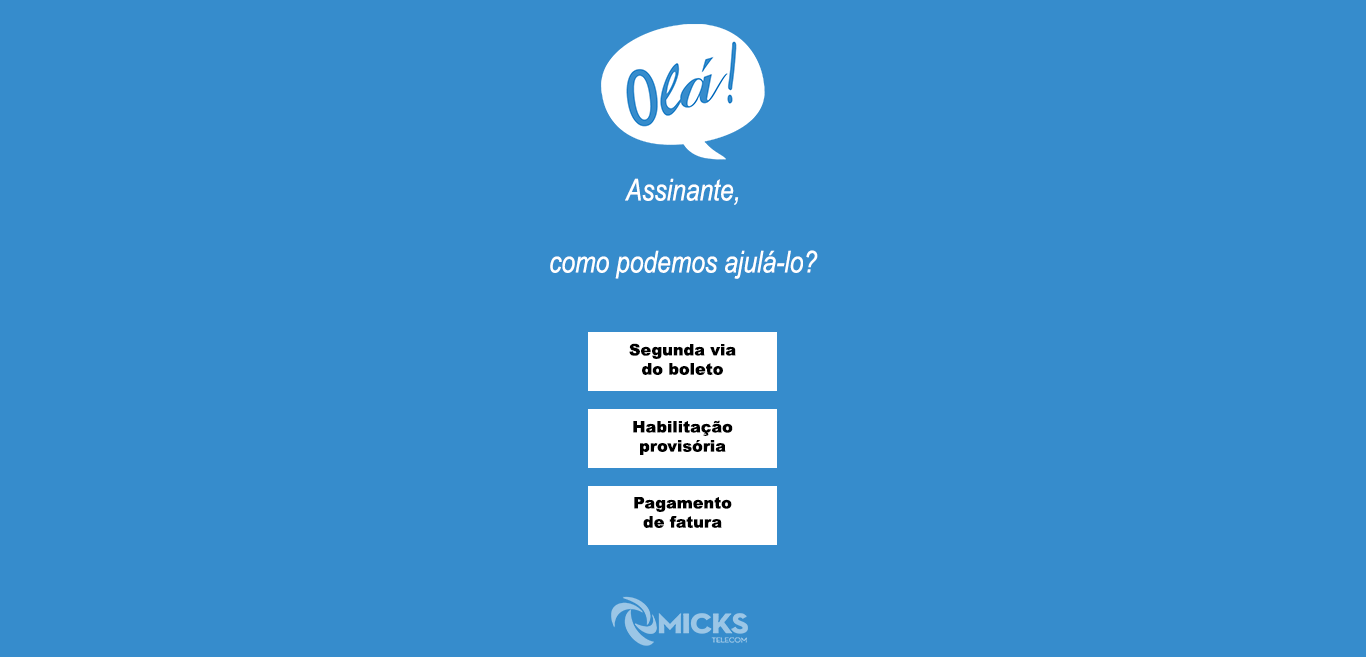 Olá!
Assinante,
como podemos ajulá-lo?
Segunda via
do boleto
Habilitação
provisória
Pagamento
de fatura
MICKS
TELECOM